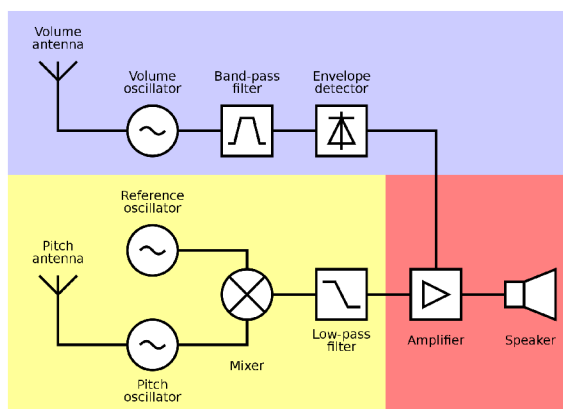 Volume
antenna
Volume
oscillator
Band-pass
filter
Envelope
detector
Reference
oscillator
Pitch
antenna
Pitch
oscillator
Mixer
Low-pass
filter
Amplifier
Speaker